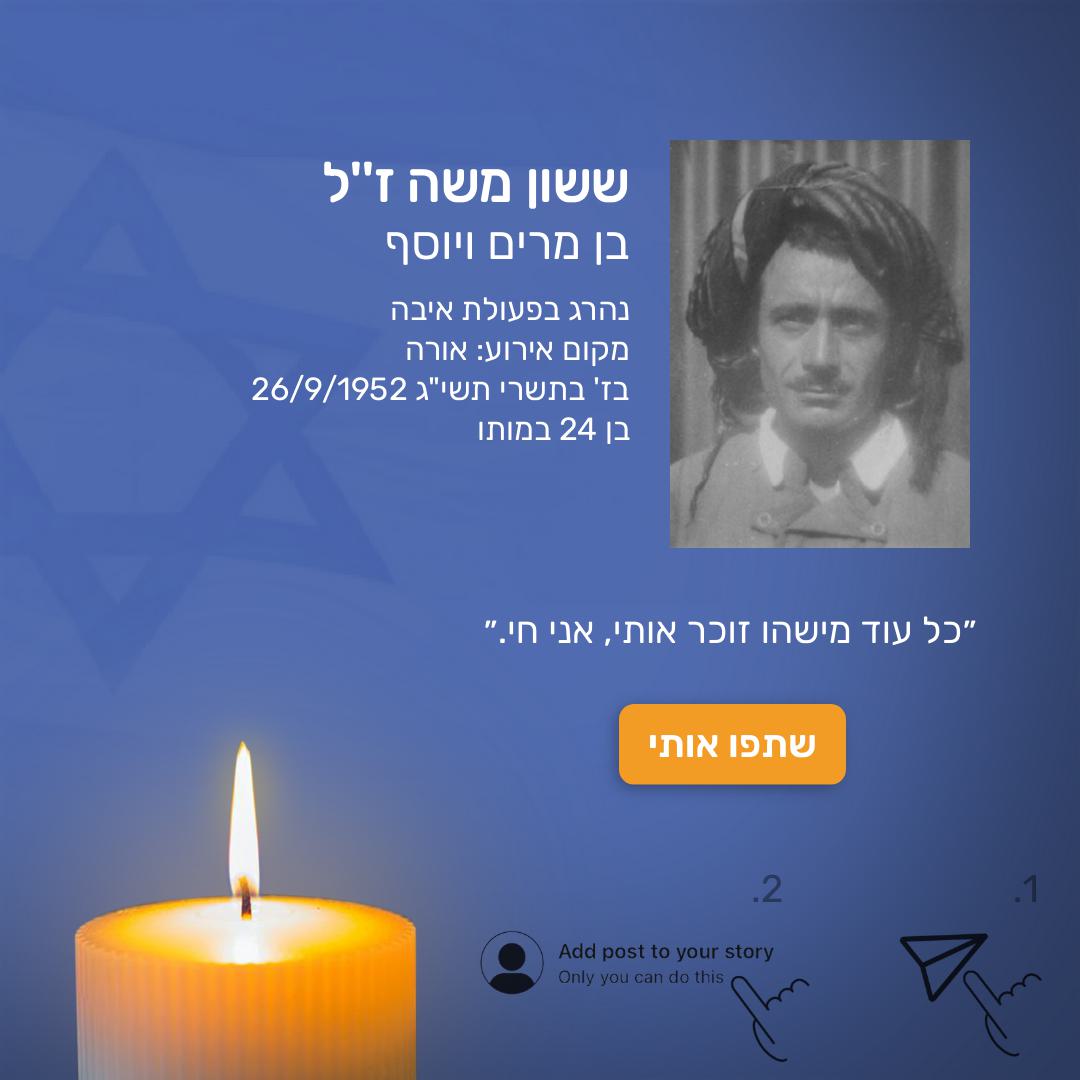 ששון משה ז"ל
בן מרים ויוסף
נהרג בפעולת איבה
מקום אירוע: אורה
בז' בתשרי תשי"ג 26/9/1952
בן 24 במותו
״כל עוד מישהו זוכר אותי, אני חי.״
שתפו אותי
.1
.2
Add post to your story
Only you can do this